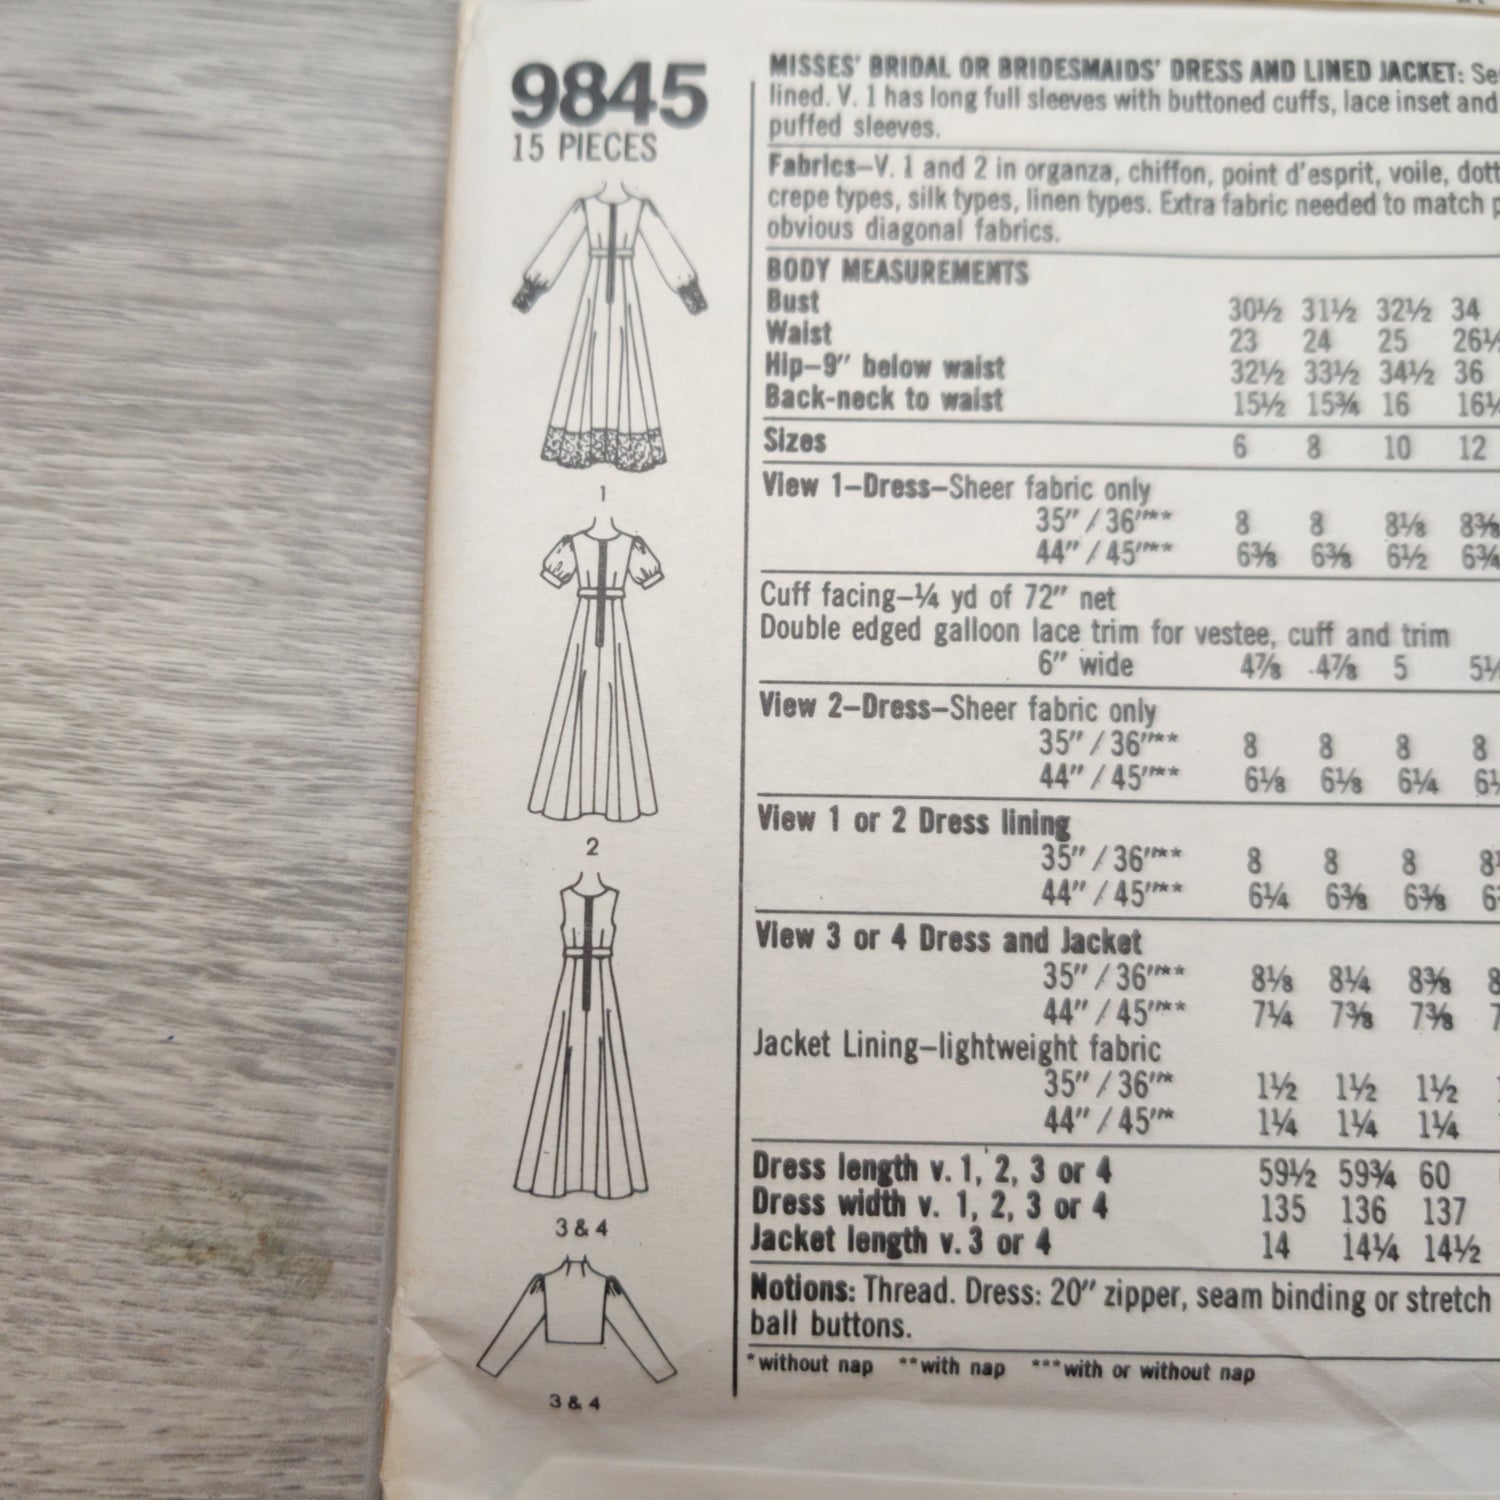 9845
15 PIECES
1
2
3 & 4
3 & 4
MISSES' BRIDAL OR BRIDESMAIDS' DRESS AND LINED JACKET:
lined. V. 1 has long full sleeves with buttoned cuffs, lace inset and
puffed sleeves.
Fabrics–V. 1 and 2 in organza, chiffon, point d'esprit, voile,
crepe types, silk types, linen types. Extra fabric needed to match
obvious diagonal fabrics.
BODY MEASUREMENTS
Bust 30½ 31½ 32½ 34
Waist 23 24 25 26½
Hip–9" below waist 32½ 33½ 34½ 36
Back-neck to waist 15½ 15¾ 16
Sizes 6 8 10 12
View 1–Dress–Sheer fabric only
35" / 36"** 8 8 8⅛ 8⅜
44" / 45"** 6⅜ 6⅜ 6½ 6¾
Cuff facing–¼ yd of 72" net
Double edged galloon lace trim for vestee, cuff and trim
6" wide 4⅞ 4⅞ 5
View 2–Dress–Sheer fabric only
35" / 36"** 8 8 8 8
44" / 45"** 6⅛ 6⅛ 6¼
View 1 or 2 Dress lining
35" / 36"** 8 8 8
44" / 45"** 6¼ 6⅜ 6⅜
View 3 or 4 Dress and Jacket
35" / 36"** 8⅛ 8¼ 8⅜
44" / 45"** 7¼ 7⅜ 7⅜
Jacket Lining–lightweight fabric
35" / 36"* 1½ 1½ 1½
44" / 45"* 1¼ 1¼ 1¼
Dress length v. 1, 2, 3 or 4 59½ 59¾ 60
Dress width v. 1, 2, 3 or 4 135 136 137
Jacket length v. 3 or 4 14 14¼ 14½
Notions: Thread. Dress: 20" zipper, seam binding or stretch
ball buttons.
*without nap **with nap ***with or without nap